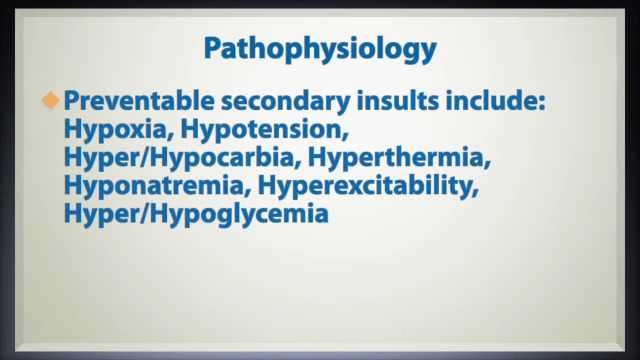 Pathophysiology
Preventable secondary insults include:
Hypoxia, Hypotension,
Hyper/Hypocarbia, Hyperthermia,
Hyponatremia, Hyperexcitability,
Hyper/Hypoglycemia